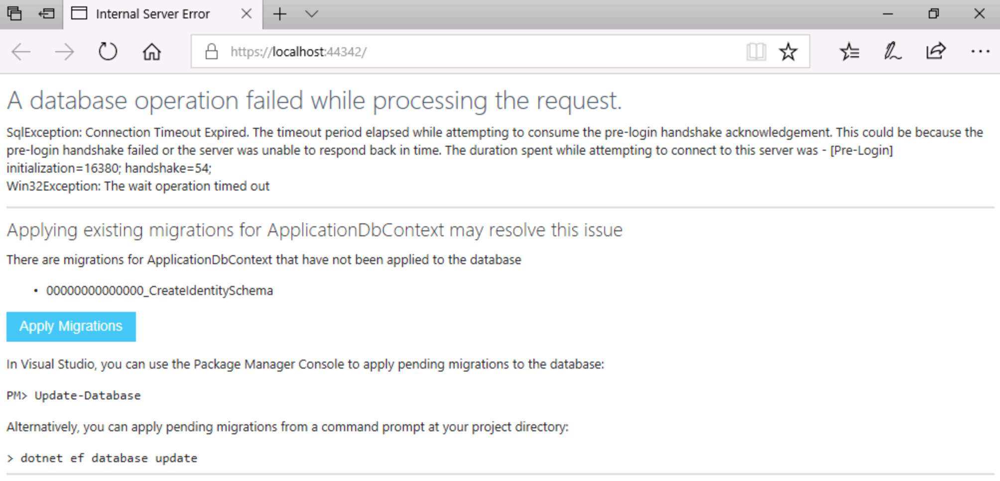 Internal Server Error
https://localhost:44342/
A database operation failed while processing the request.
SqlException: Connection Timeout Expired. The timeout period elapsed while attempting to consume the pre-login handshake acknowledgement. This could be because the
pre-login handshake failed or the server was unable to respond back in time. The duration spent while attempting to connect to this server was - [Pre-Login]
initialization=16380; handshake=54;
Win32Exception: The wait operation timed out
Applying existing migrations for ApplicationDbContext may resolve this issue
There are migrations for ApplicationDbContext that have not been applied to the database
• 00000000000000_CreateIdentitySchema
Apply Migrations
In Visual Studio, you can use the Package Manager Console to apply pending migrations to the database:
PM> Update-Database
Alternatively, you can apply pending migrations from a command prompt at your project directory:
> dotnet ef database update